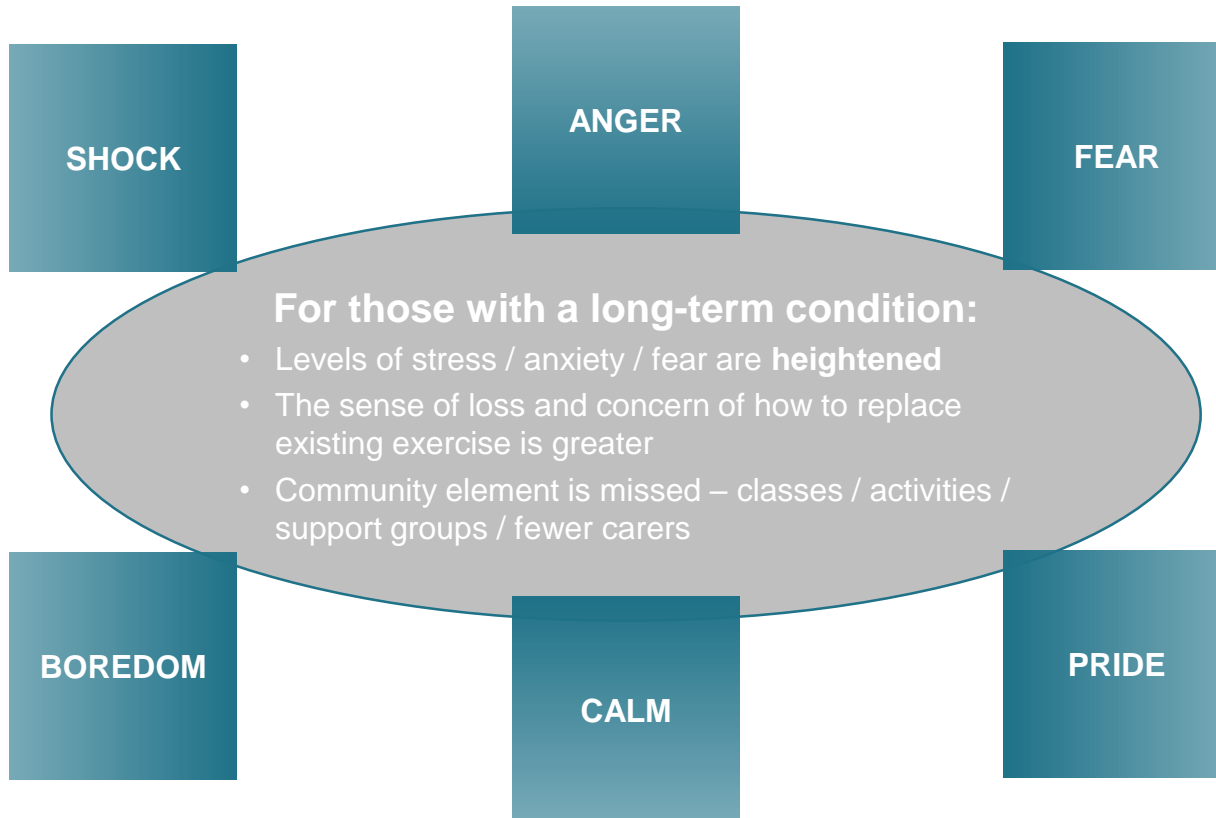 SHOCK
ANGER
FEAR
For those with a long-term condition:
• Levels of stress / anxiety / fear are heightened
• The sense of loss and concern of how to replace
existing exercise is greater
• Community element is missed – classes / activities /
support groups / fewer carers
BOREDOM
CALM
PRIDE